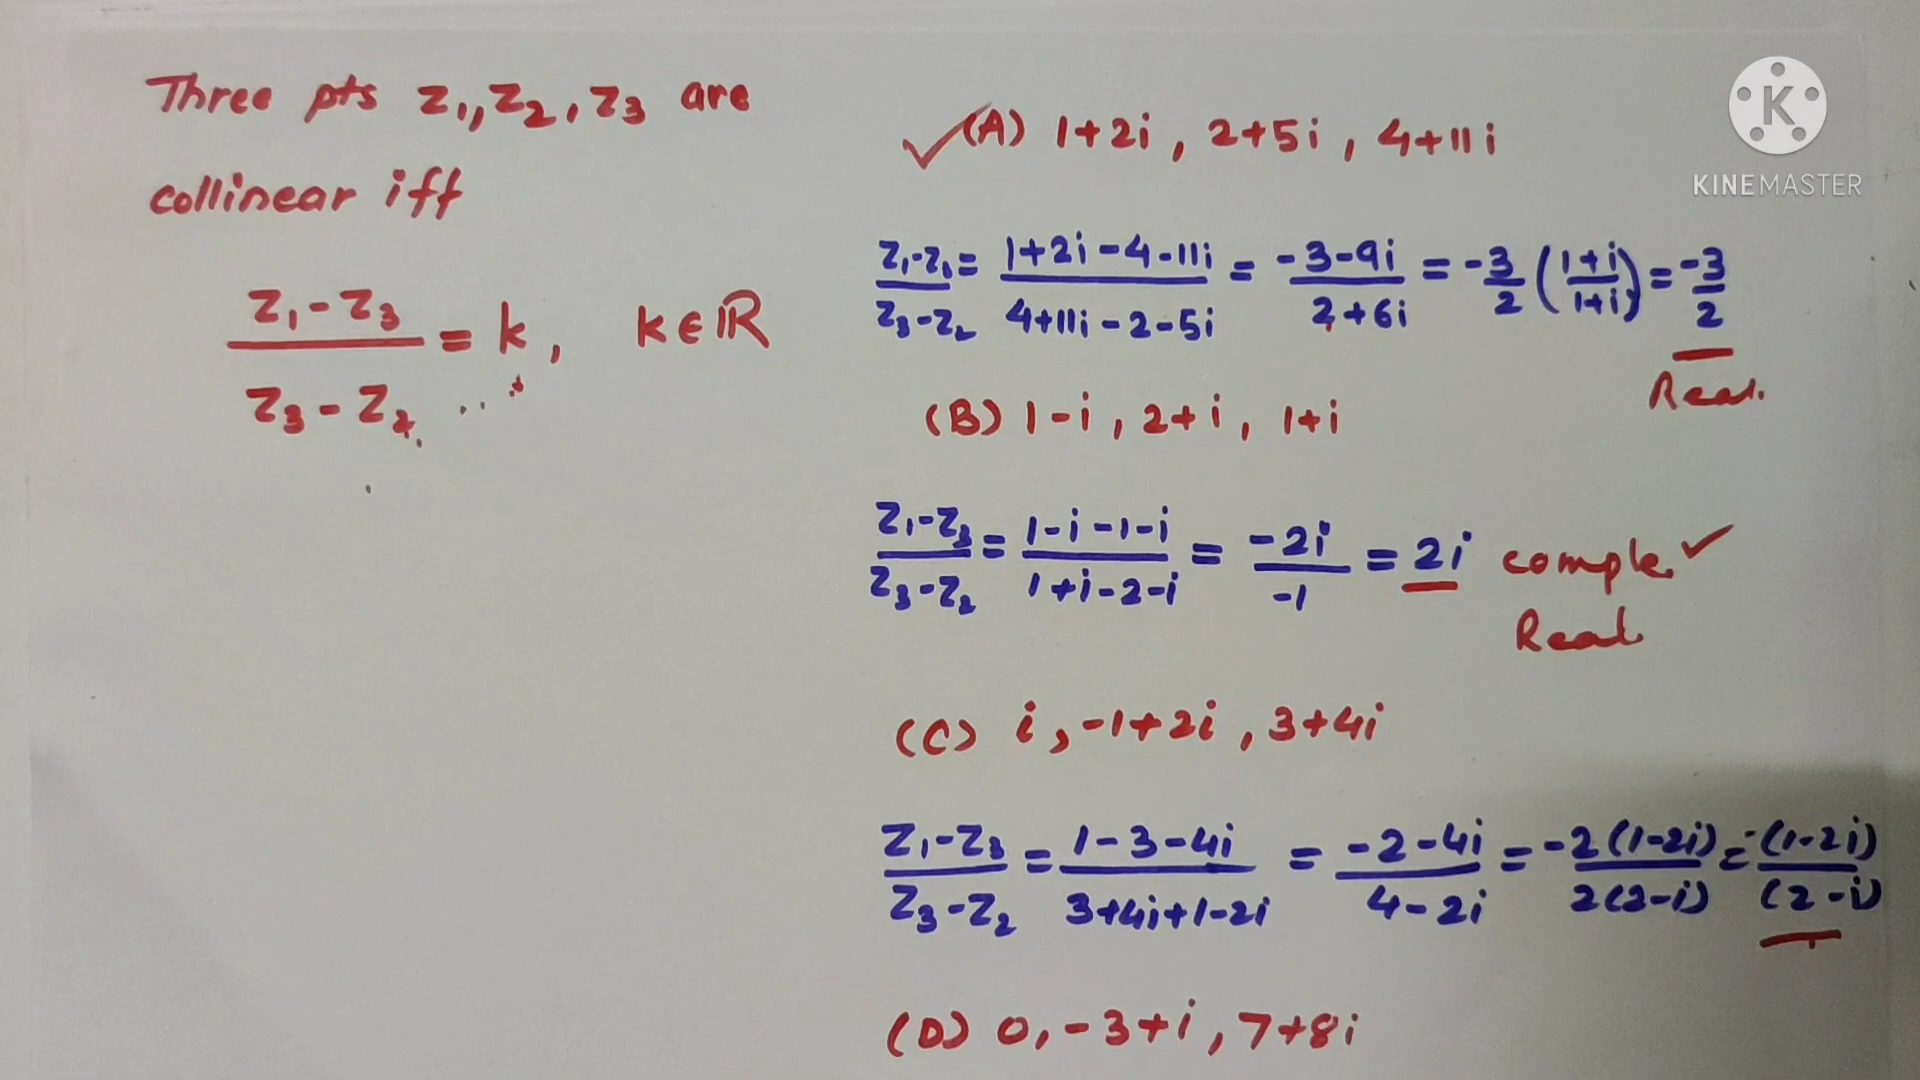 Three pts z₁, z₂, z₃ are
collinear iff
(z₁ - z₃)/(z₃ - z₂) = k, k ∈ ℝ
(A) 1+2i, 2+5i, 4+11i
(z₁-z₁)/(z₃-z₂) = (1+2i-4-11i)/(4+11i-2-5i) = (-3-9i)/(2+6i) = -3/2 ((1+i)/(1+i)) = -3/2
Real.
(B) 1-i, 2+i, 1+i
(z₁-z₃)/(z₃-z₂) = (1-i-1-i)/(1+i-2-i) = -2i/-1 = 2i comple.
Real.
(C) i, -1+2i, 3+4i
(z₁-z₃)/(z₃-z₂) = (1-3-4i)/(3+4i+1-2i) = (-2-4i)/(4-2i) = -2(1-2i)/2(2-i) = -(1-2i)/(2-i)
(D) 0, -3+i, 7+8i
K
KINEMASTER